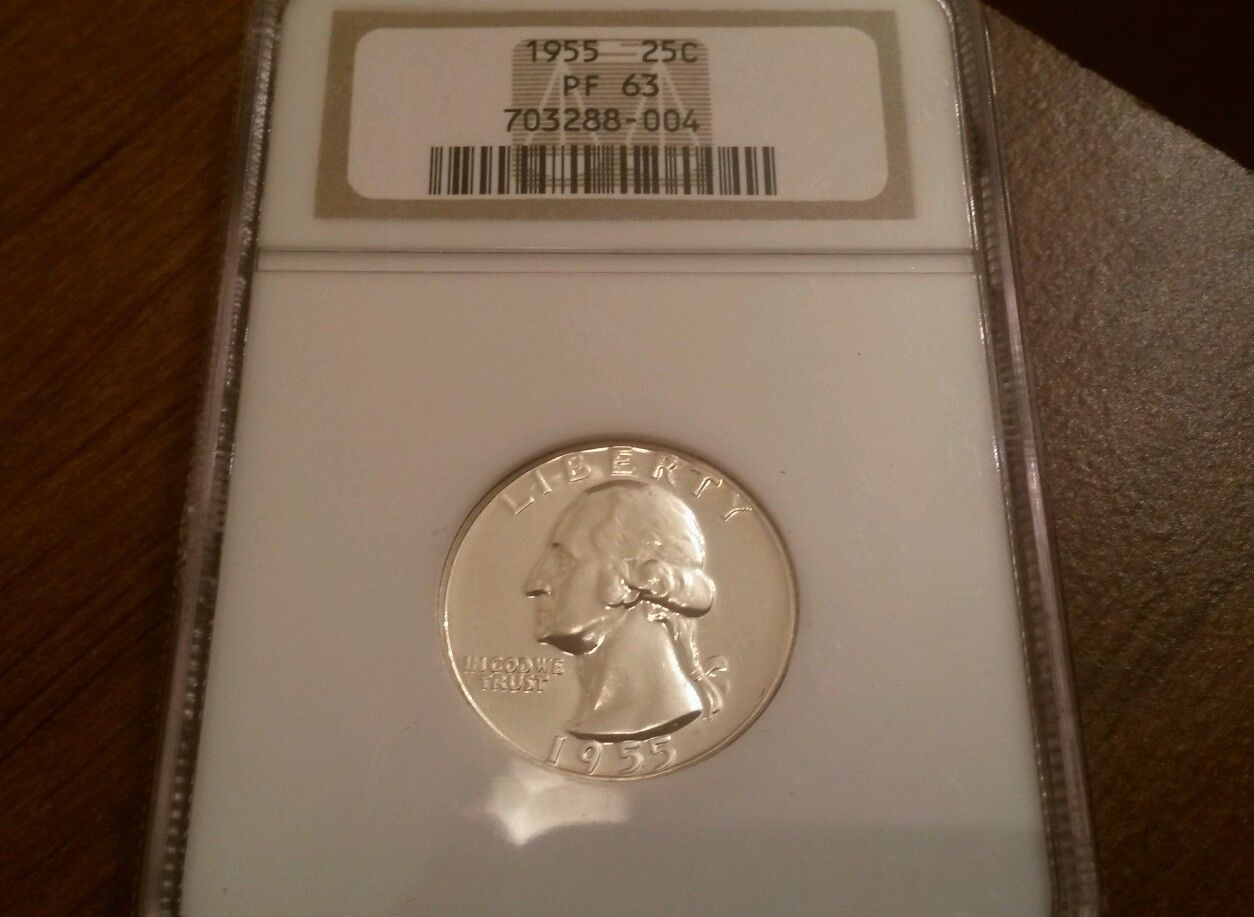 1955 25C
PF 63
703288-004
LIBERTY
IN GOD WE
TRUST
1955